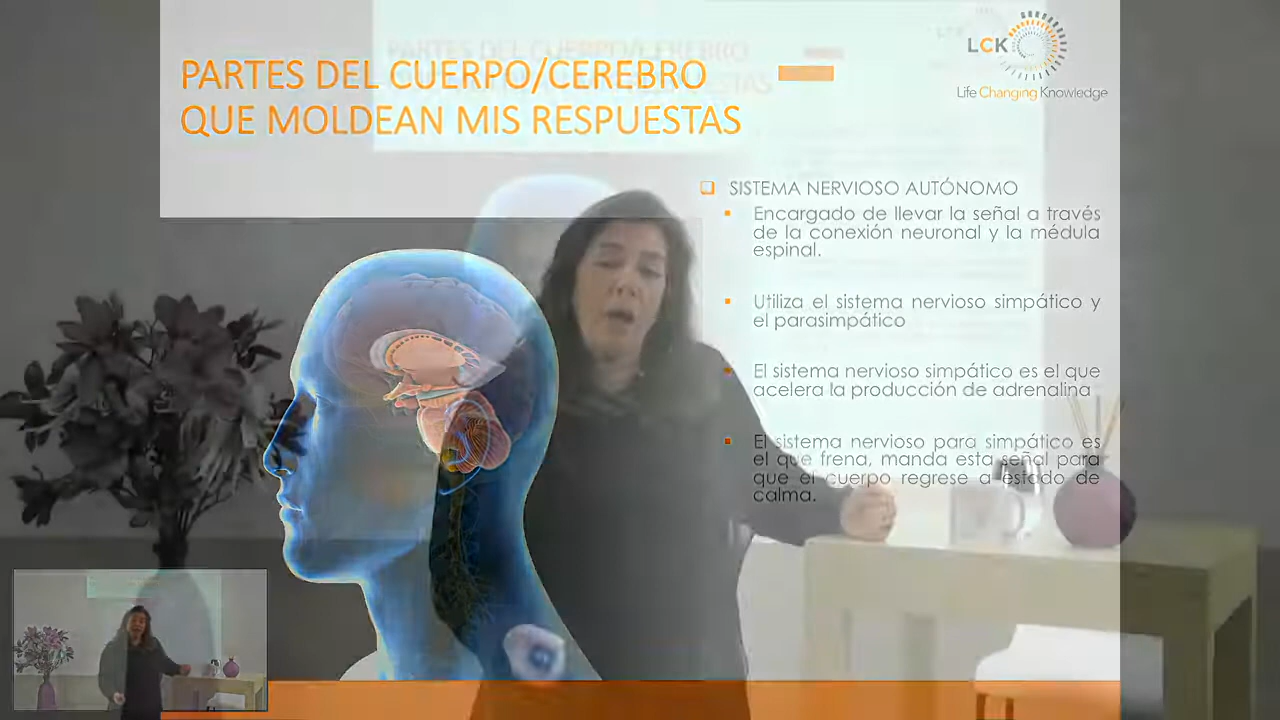 PARTES DEL CUERPO/CEREBRO
QUE MOLDEAN MIS RESPUESTAS
LCK
Life Changing Knowledge
SISTEMA NERVIOSO AUTÓNOMO
Encargado de llevar la señal a través
de la conexión neuronal y la médula
espinal.
Utiliza el sistema nervioso simpático y
el parasimpático
El sistema nervioso simpático es el que
acelera la producción de adrenalina
El sistema nervioso para simpático es
el que frena, manda esta señal para
que el cuerpo regrese a estado de
calma.